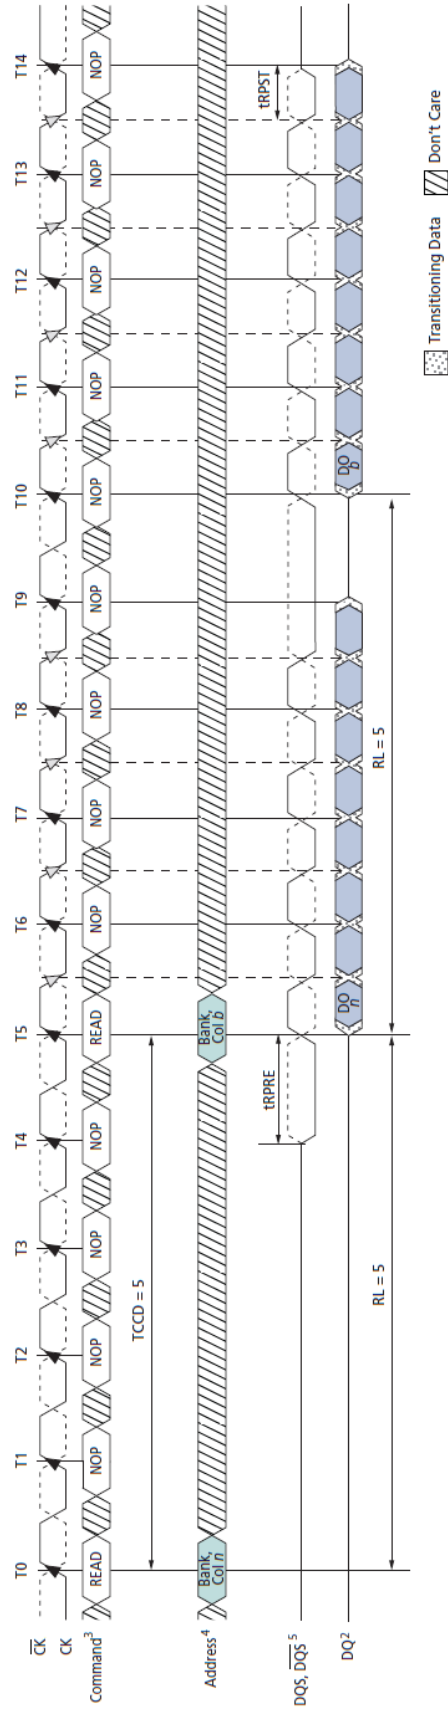 T0 T1 T2 T3 T4 T5 T6 T7 T8 T9 T10 T11 T12 T13 T14
CK
CK
Command3 READ NOP NOP NOP NOP READ NOP NOP NOP NOP NOP NOP NOP NOP NOP
TCCD = 5
Address4 Bank, Col n Bank, Col b
tRPRE tRPST
DQS, DQS 5
DQ2 DO n DO b
RL = 5 RL = 5
Transitioning Data Don't Care